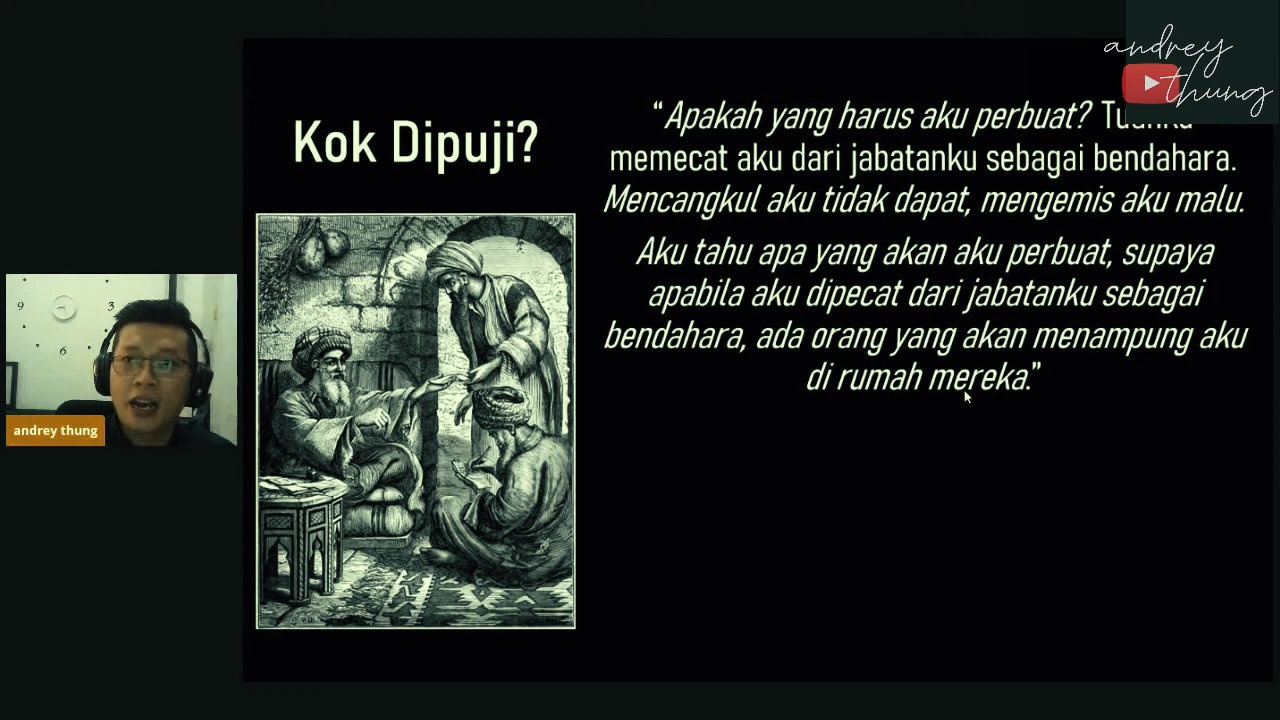 andrey
thung
Kok Dipuji?
“Apakah yang harus aku perbuat?
memecat aku dari jabatanku sebagai bendahara.
Mencangkul aku tidak dapat, mengemis aku malu.
Aku tahu apa yang akan aku perbuat, supaya
apabila aku dipecat dari jabatanku sebagai
bendahara, ada orang yang akan menampung aku
di rumah mereka.”
9 3
6
andrey thung